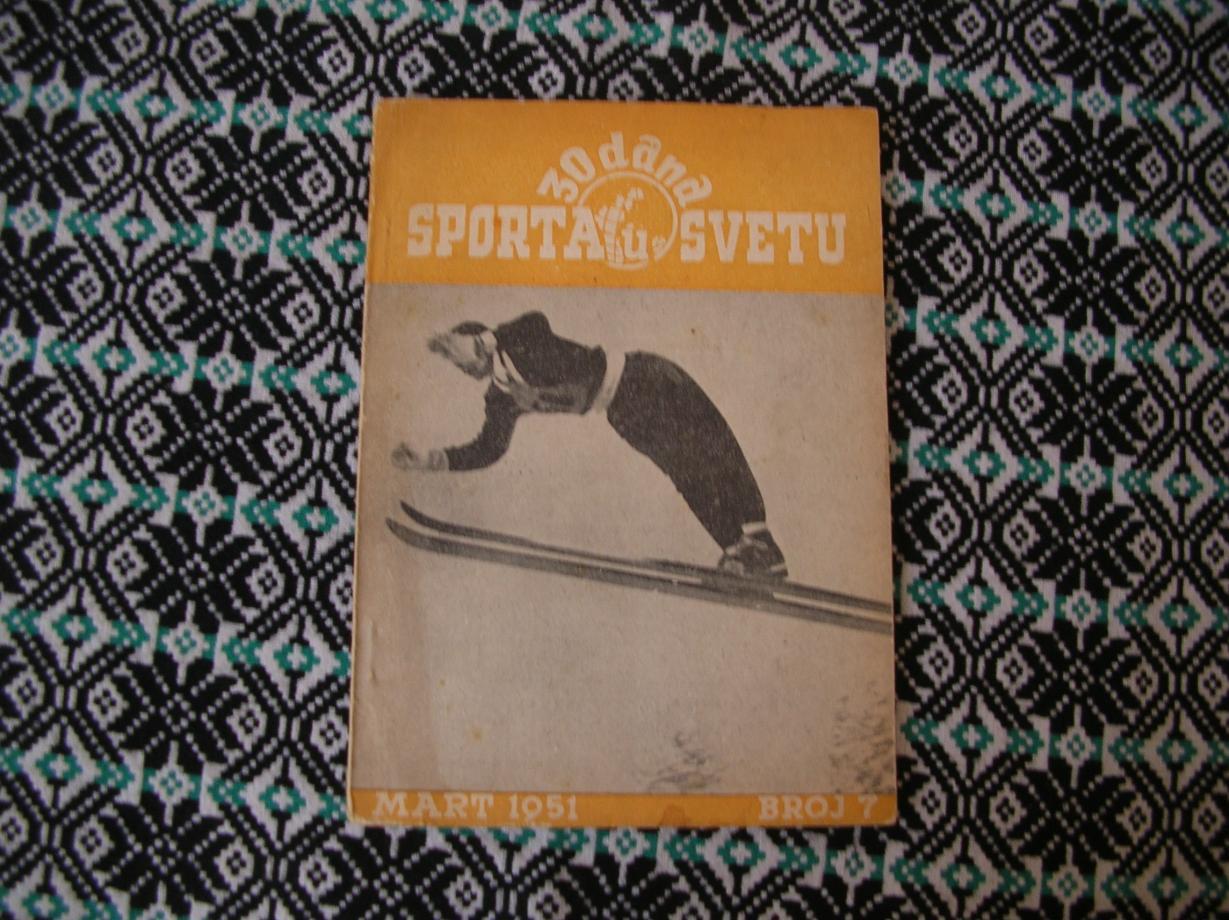 30 dana
SPORTA u SVETU
MART 1951 BROJ 7